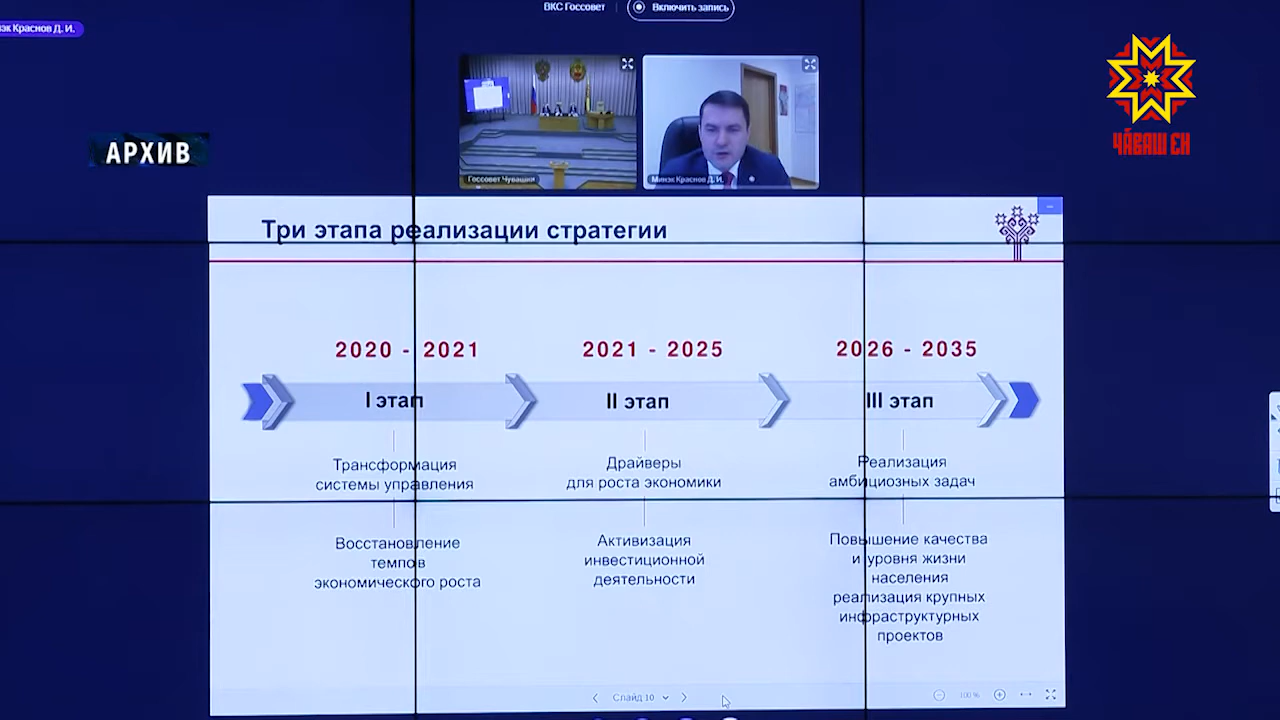 ВКС Госсовет
Включить запись
Краснов Д. И.
ЧӐВАШ ЕН
АРХИВ
Госсовет Чувашии
Минэк Краснов Д. И.
Три этапа реализации стратегии
2020 - 2021
2021 - 2025
2026 - 2035
I этап
II этап
III этап
Трансформация
системы управления
Драйверы
для роста экономики
Реализация
амбициозных задач
Восстановление
темпов
экономического роста
Активизация
инвестиционной
деятельности
Повышение качества
и уровня жизни
населения
реализация крупных
инфраструктурных
проектов
Слайд 10
100 %